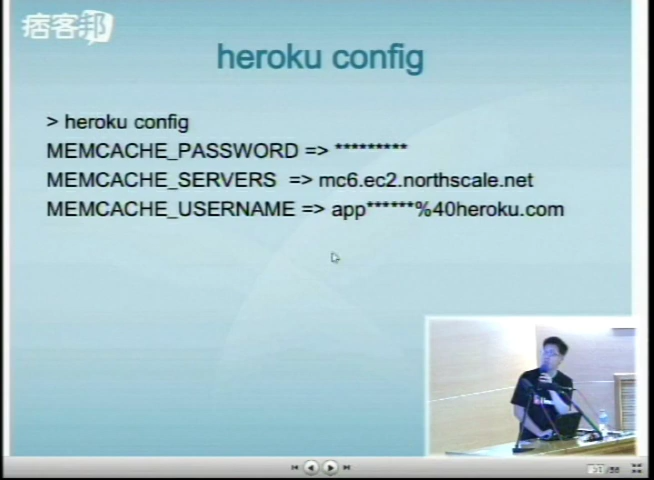 痞客邦
heroku config
> heroku config
MEMCACHE_PASSWORD => *********
MEMCACHE_SERVERS => mc6.ec2.northscale.net
MEMCACHE_USERNAME => app******%40heroku.com